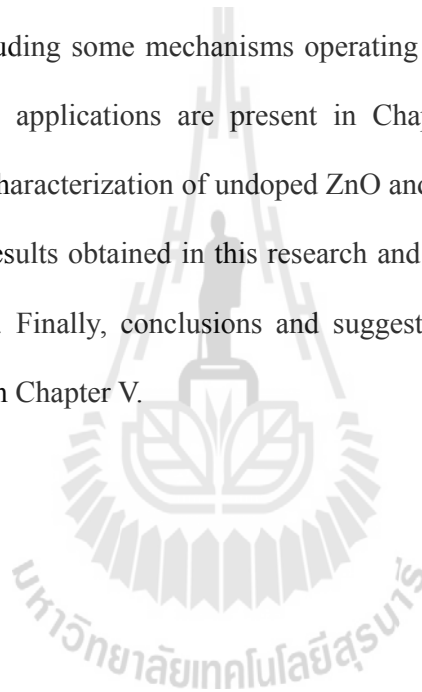 uding some mechanisms operating
applications are present in Chap
haracterization of undoped ZnO and
esults obtained in this research and
Finally, conclusions and suggest
n Chapter V.
มหาวิทยาลัยเทคโนโลยีสุรนารี